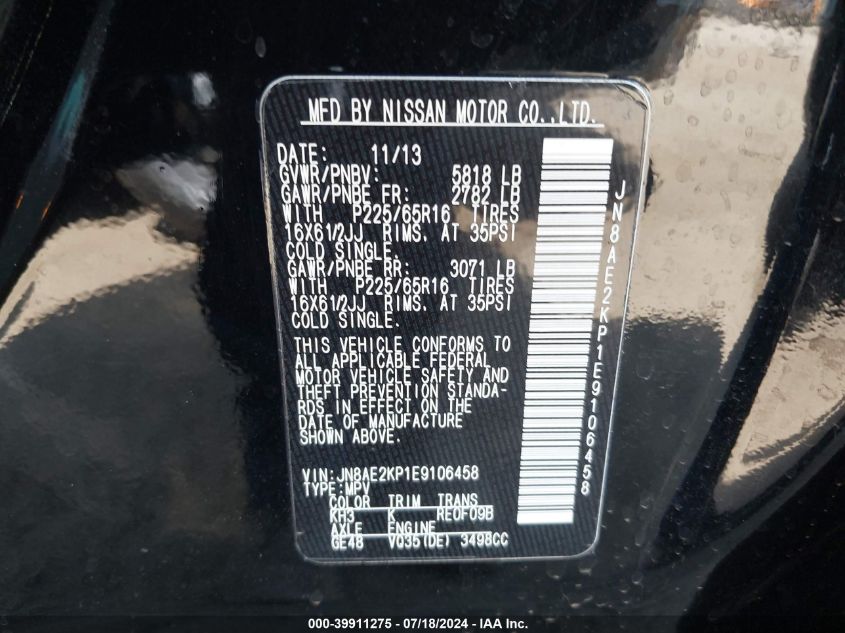 MFD BY NISSAN MOTOR CO.,LTD.
DATE: 11/13
GVWR/PNBV: 5818 LB
GAWR/PNBE FR: 2782 LB
WITH P225/65R16 TIRES
16X61/2JJ RIMS, AT 35PSI
COLD SINGLE.
GAWR/PNBE RR: 3071 LB
WITH P225/65R16 TIRES
16X61/2JJ RIMS, AT 35PSI
COLD SINGLE.
THIS VEHICLE CONFORMS TO
ALL APPLICABLE FEDERAL
MOTOR VEHICLE SAFETY AND
THEFT PREVENTION STANDA-
RDS IN EFFECT ON THE
DATE OF MANUFACTURE
SHOWN ABOVE.
VIN: JN8AE2KP1E9106458
TYPE: MPV
COLOR TRIM TRANS
KH3 K RE0F09B
AXLE ENGINE
GE48 VQ35(DE) 3498CC
JN8AE2KP1E9106458
000-39911275 - 07/18/2024 - IAA Inc.